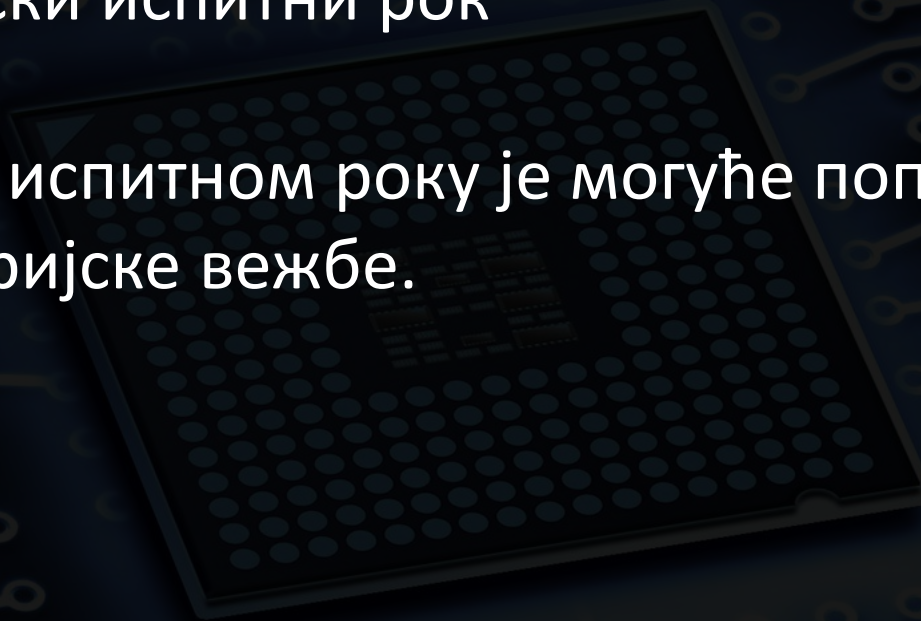 ски испитни рок
испитном року је могуће поп
ријске вежбе.